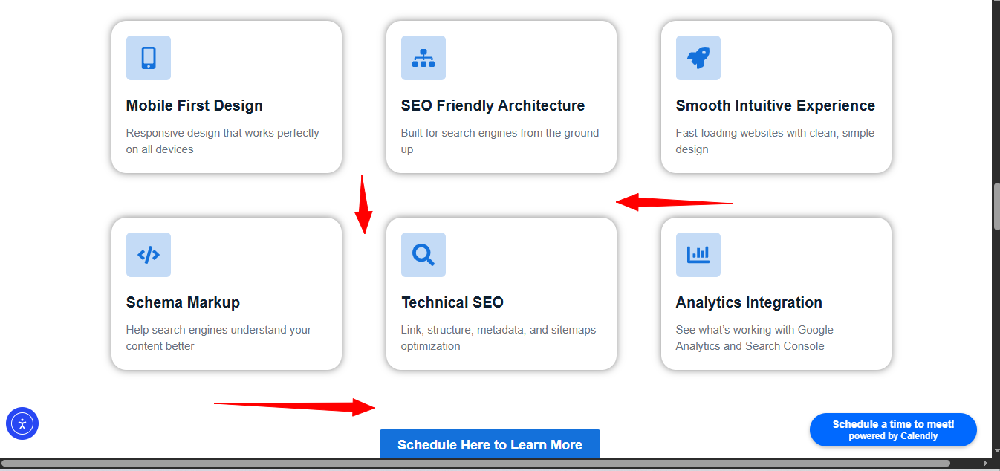 Mobile First Design
Responsive design that works perfectly
on all devices
SEO Friendly Architecture
Built for search engines from the ground
up
Smooth Intuitive Experience
Fast-loading websites with clean, simple
design
Schema Markup
Help search engines understand your
content better
Technical SEO
Link, structure, metadata, and sitemaps
optimization
Analytics Integration
See what’s working with Google
Analytics and Search Console
Schedule Here to Learn More
Schedule a time to meet!
powered by Calendly